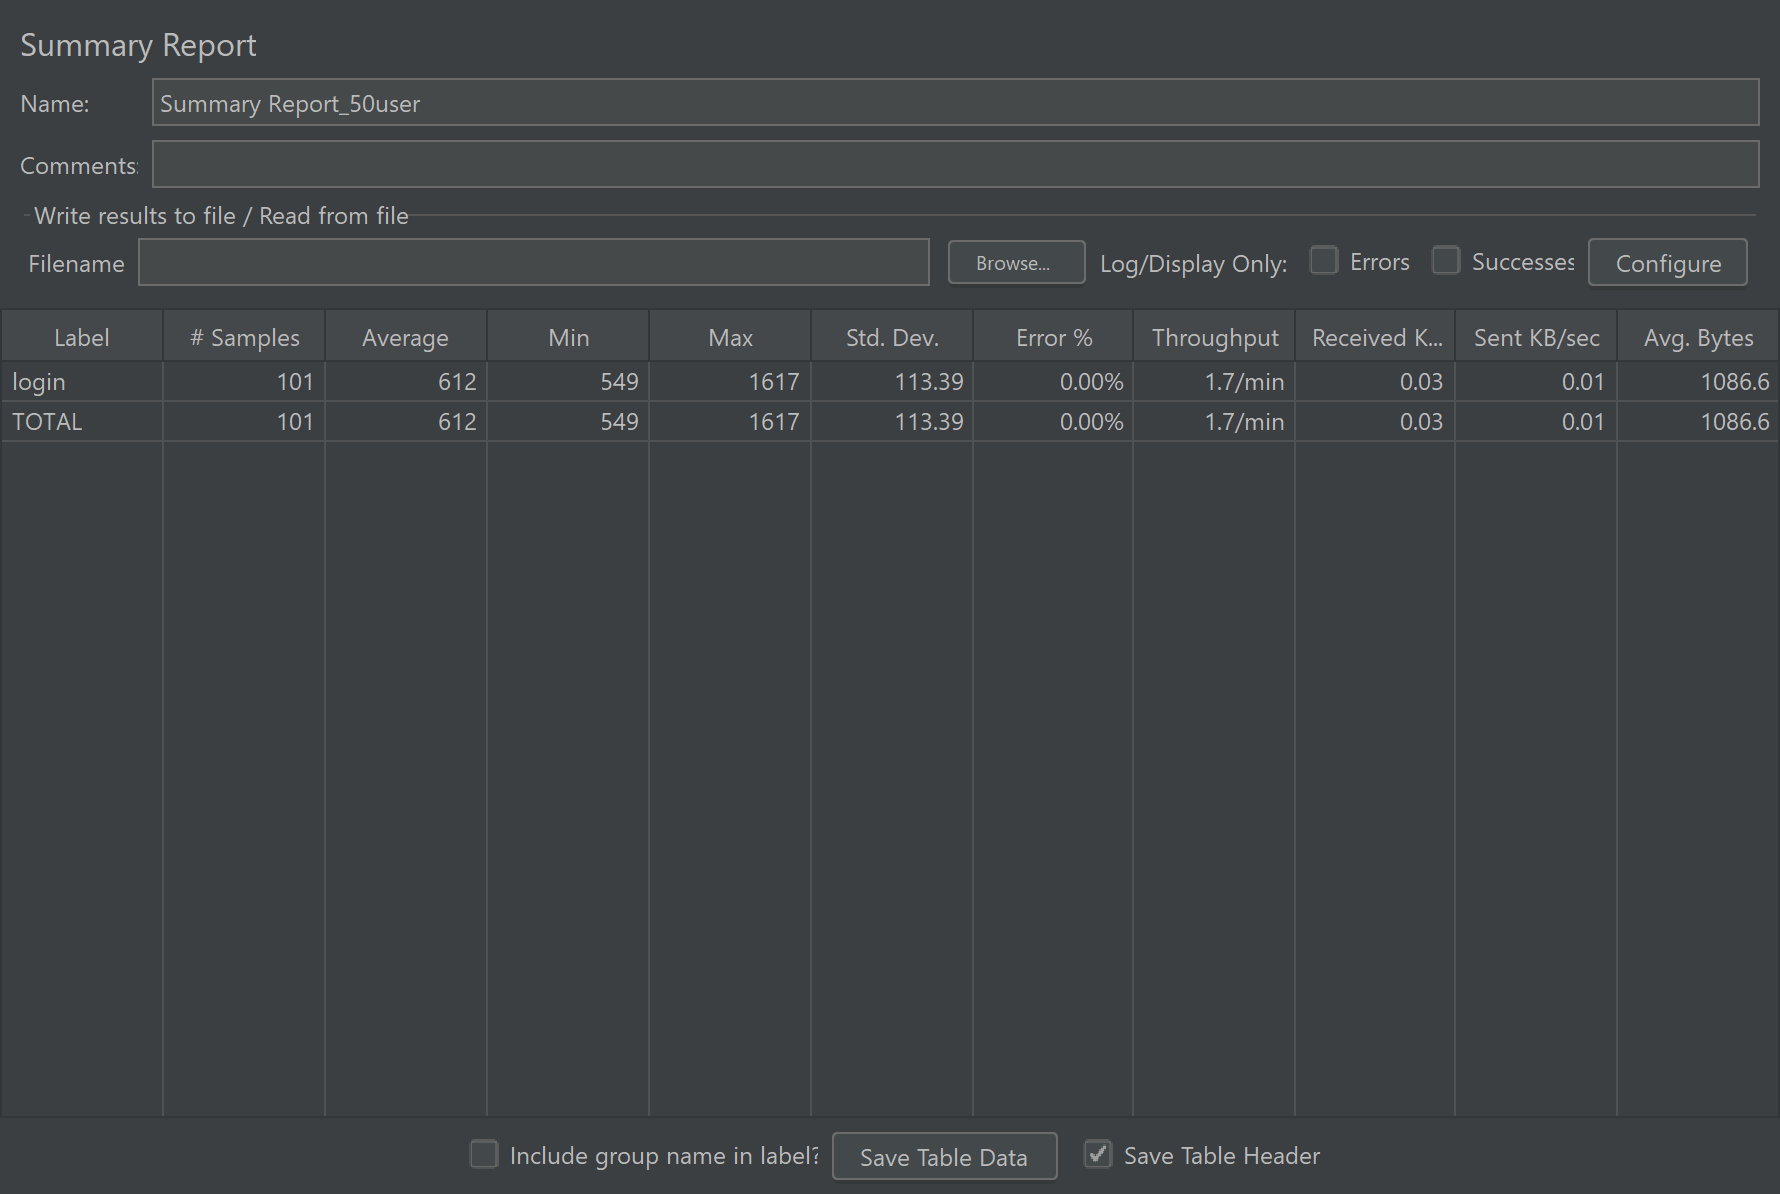 Summary Report
Name: Summary Report_50user
Comments:
Write results to file / Read from file
Filename Browse... Log/Display Only: Errors Successes Configure
Label # Samples Average Min Max Std. Dev. Error % Throughput Received K... Sent KB/sec Avg. Bytes
login 101 612 549 1617 113.39 0.00% 1.7/min 0.03 0.01 1086.6
TOTAL 101 612 549 1617 113.39 0.00% 1.7/min 0.03 0.01 1086.6
Include group name in label? Save Table Data Save Table Header